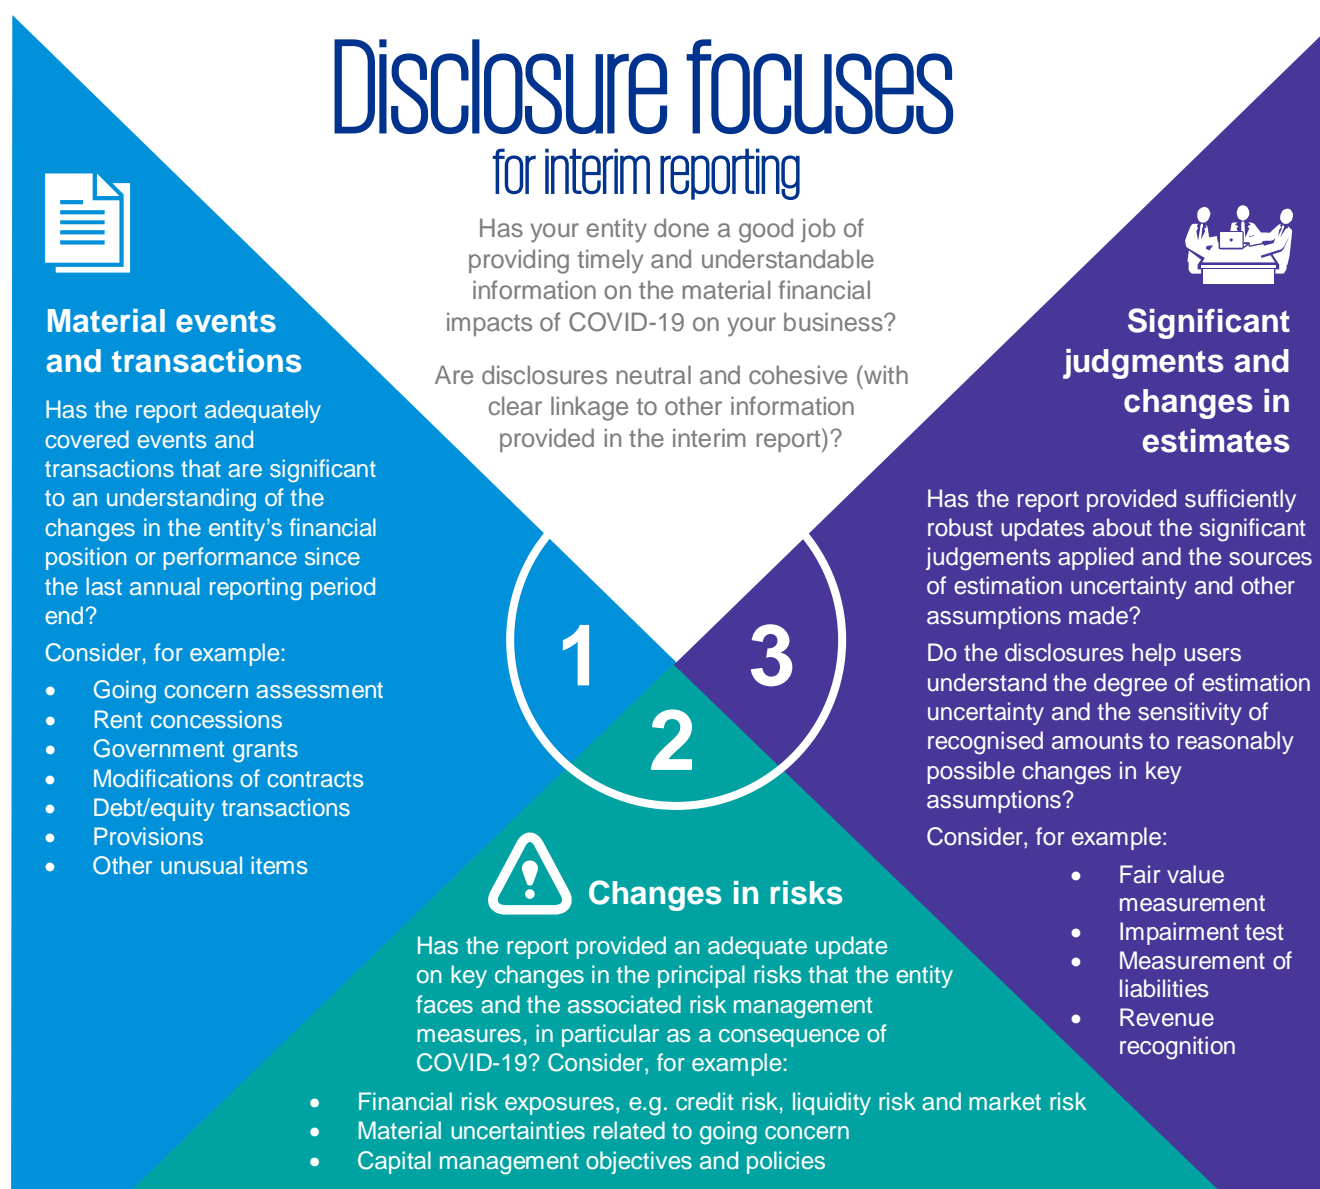 Disclosure focuses
for interim reporting
Has your entity done a good job of
providing timely and understandable
information on the material financial
impacts of COVID-19 on your business?
Are disclosures neutral and cohesive (with
clear linkage to other information
provided in the interim report)?
Material events
and transactions
Has the report adequately
covered events and
transactions that are significant
to an understanding of the
changes in the entity’s financial
position or performance since
the last annual reporting period
end?
Consider, for example:
• Going concern assessment
• Rent concessions
• Government grants
• Modifications of contracts
• Debt/equity transactions
• Provisions
• Other unusual items
1
2
3
Changes in risks
Has the report provided an adequate update
on key changes in the principal risks that the entity
faces and the associated risk management
measures, in particular as a consequence of
COVID-19? Consider, for example:
• Financial risk exposures, e.g. credit risk, liquidity risk and market risk
• Material uncertainties related to going concern
• Capital management objectives and policies
Significant
judgments and
changes in
estimates
Has the report provided sufficiently
robust updates about the significant
judgements applied and the sources
of estimation uncertainty and other
assumptions made?
Do the disclosures help users
understand the degree of estimation
uncertainty and the sensitivity of
recognised amounts to reasonably
possible changes in key
assumptions?
Consider, for example:
• Fair value
measurement
• Impairment test
• Measurement of
liabilities
• Revenue
recognition